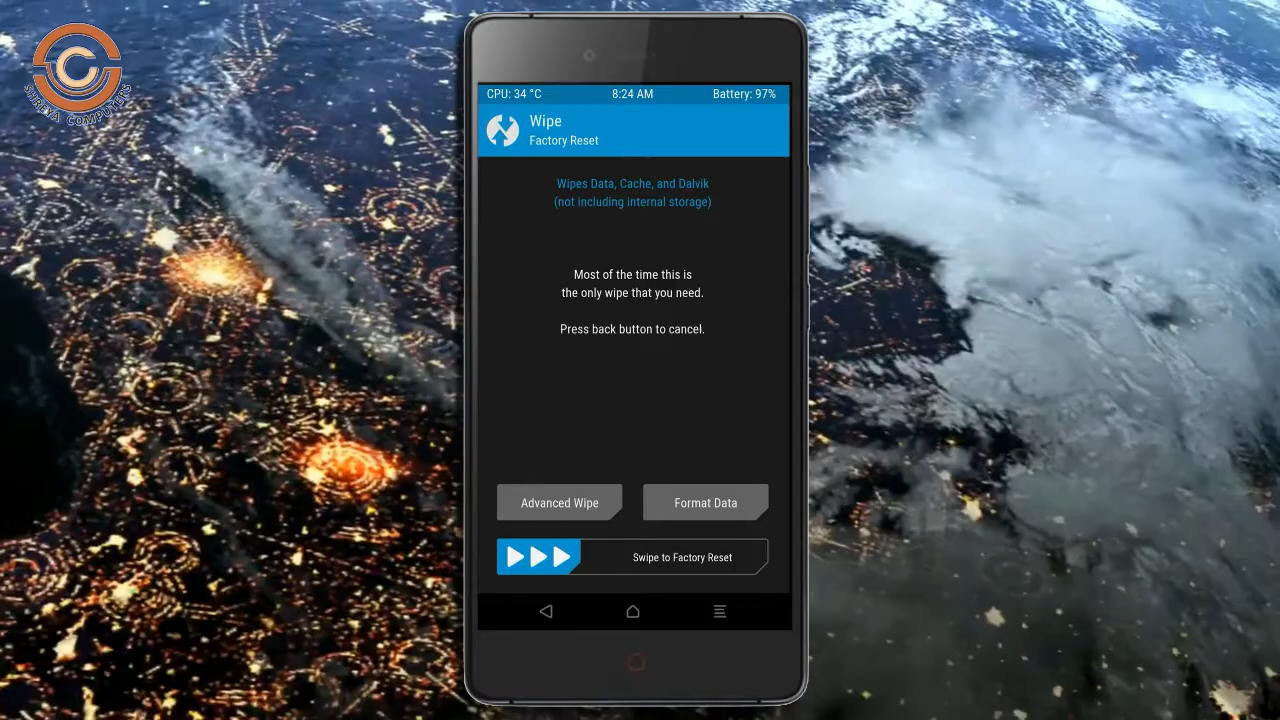 SHREYA COMPUTERS
CPU: 34 °C 8:24 AM Battery: 97%
Wipe
Factory Reset
Wipes Data, Cache, and Dalvik
(not including internal storage)
Most of the time this is
the only wipe that you need.
Press back button to cancel.
Advanced Wipe Format Data
Swipe to Factory Reset